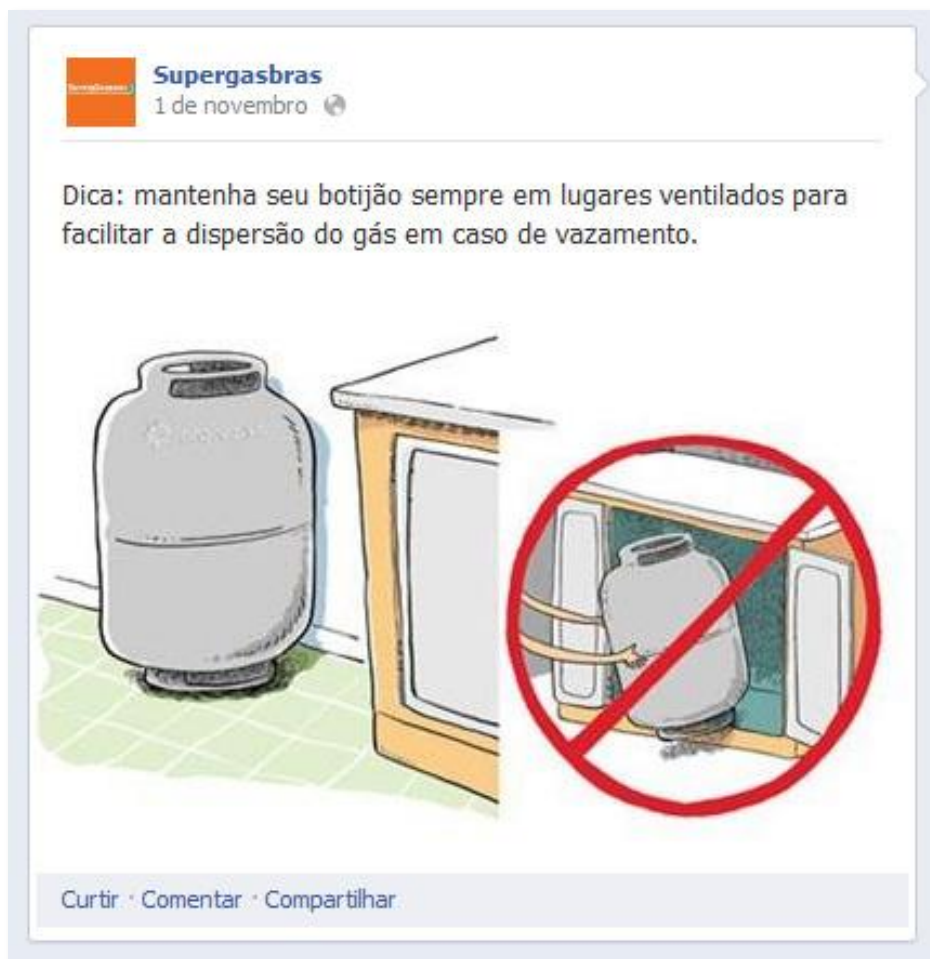 Supergasbras
1 de novembro
Dica: mantenha seu botijão sempre em lugares ventilados para
facilitar a dispersão do gás em caso de vazamento.
Curtir · Comentar · Compartilhar